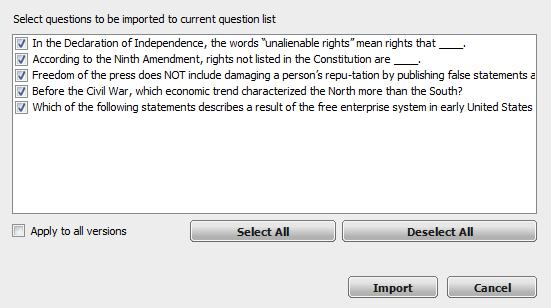 Select questions to be imported to current question list
In the Declaration of Independence, the words “unalienable rights” mean rights that ____.
According to the Ninth Amendment, rights not listed in the Constitution are ____.
Freedom of the press does NOT include damaging a person’s repu-tation by publishing false statements a
Before the Civil War, which economic trend characterized the North more than the South?
Which of the following statements describes a result of the free enterprise system in early United States
Apply to all versions
Select All
Deselect All
Import
Cancel